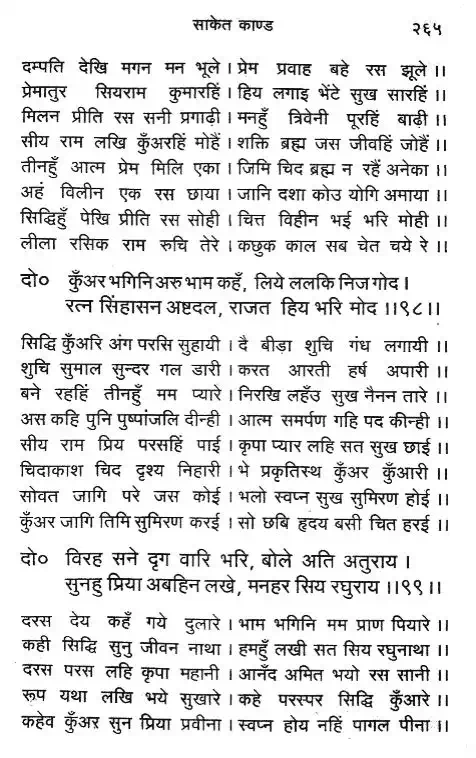 साकेत काण्ड
२६५
दम्पति देखि मगन मन भूले । प्रेम प्रवाह बहे रस झूले ।।
प्रेमातुर सियराम कुमारहिं । हिय लगाइ भेंटे सुख सारहिं ।।
मिलन प्रीति रस सनी प्रगाढ़ी । मनहुँ त्रिवेनी पूरहिं बाढ़ी ।।
सीय राम लखि कुँअरहिं मोहैं । शक्ति ब्रह्म जस जीवहिं जोहैं ।।
तीनहुँ आत्म प्रेम मिलि एका । जिमि चिद ब्रह्म न रहैं अनेका ।।
अहं विलीन एक रस छाया । जानि दशा कोउ योगि अमाया ।।
सिद्धिहुँ पेखि प्रीति रस सोही । चित्त विहीन भई भरि मोही ।।
लीला रसिक राम रुचि तेरे । कछुक काल सब चेत चये रे ।।
दो० कुँअर भगिनि अरु भाम कहँ, लिये ललकि निज गोद ।
रत्न सिंहासन अष्टदल, राजत हिय भरि मोद ।।९८।।
सिद्धि कुँअरि अंग परसि सुहायी । दै बीड़ा शुचि गंध लगायी ।।
शुचि सुमाल सुन्दर गल डारी । करत आरती हर्ष अपारी ।।
बने रहहिं तीनहुँ मम प्यारे । निरखि लहँउ सुख नैनन तारे ।।
अस कहि पुनि पुष्पांजलि दीन्ही । आत्म समर्पण गहि पद कीन्ही ।।
सीय राम प्रिय परसहिं पाई । कृपा प्यार लहि सत सुख छाई ।।
चिदाकाश चिद दृश्य निहारी । भे प्रकृतिस्थ कुँअर कुँआरी ।।
सोवत जागि परे जस कोई । भलो स्वप्न सुख सुमिरण होई ।।
कुँअर जागि तिमि सुमिरण करई । सो छबि हृदय बसी चित हरई ।।
दो० विरह सने दृग वारि भरि, बोले अति अतुराय ।
सुनहु प्रिया अबहिन लखे, मनहर सिय रघुराय ।।९९।।
दरस देय कहँ गये दुलारे । भाम भगिनि मम प्राण पियारे ।।
कही सिद्धि सुनु जीवन नाथा । हमहुँ लखी सत सिय रघुनाथा ।।
दरस परस लहि कृपा महानी । आनँद अमित भयो रस सानी ।।
रूप यथा लखि भये सुखारे । कहे परस्पर सिद्धि कुँआरे ।।
कहेव कुँअर सुन प्रिया प्रवीना । स्वप्न होय नहिं पागल पीना ।।